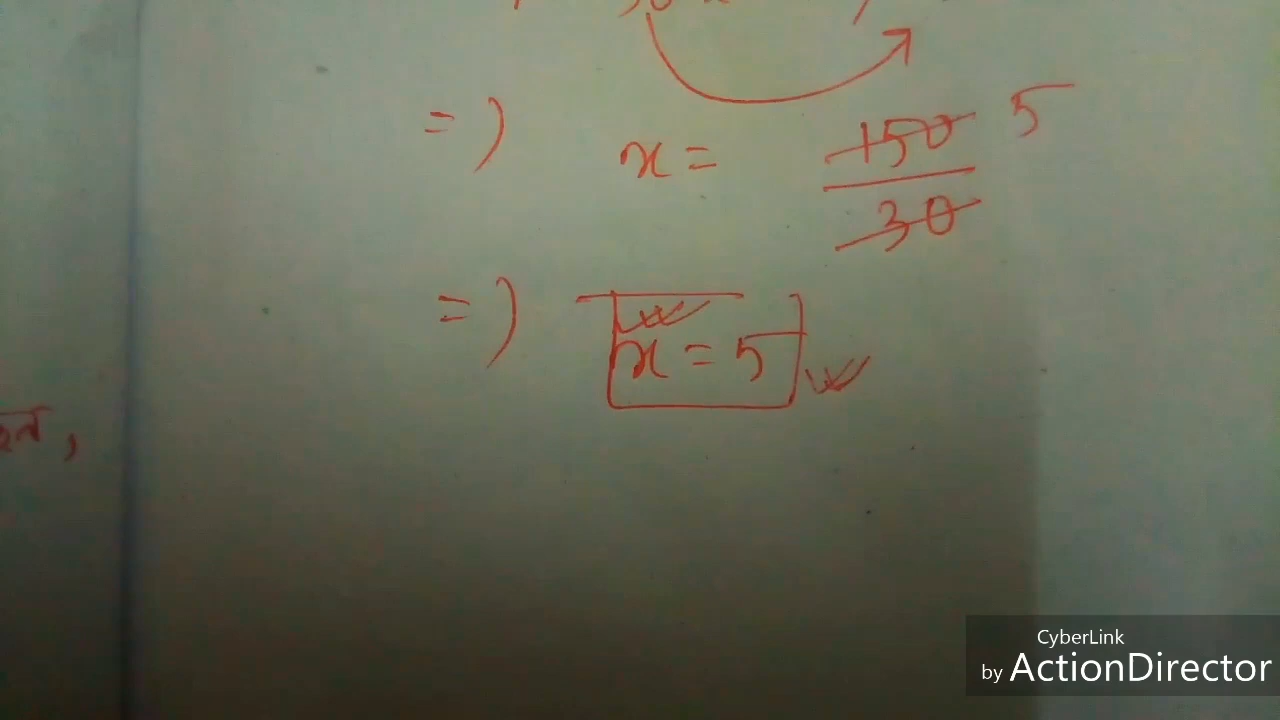 =) x = 150/30 5
=) x = 5
CyberLink
by ActionDirector